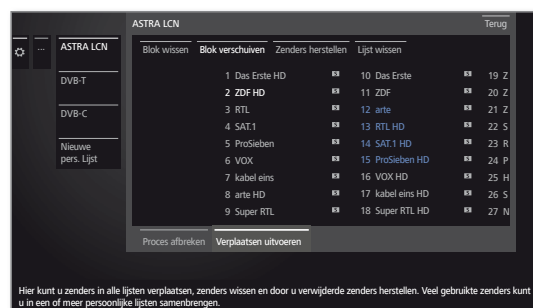 ASTRA LCN
Terug
...
ASTRA LCN
DVB-T
DVB-C
Nieuwe
pers. Lijst
Blok wissen
Blok verschuiven
Zenders herstellen
Lijst wissen
1 Das Erste HD S
2 ZDF HD S
3 RTL S
4 SAT.1 S
5 ProSieben S
6 VOX S
7 kabel eins S
8 arte HD S
9 Super RTL S
10 Das Erste S
11 ZDF S
12 arte S
13 RTL HD S
14 SAT.1 HD S
15 ProSieben HD S
16 VOX HD S
17 kabel eins HD S
18 Super RTL HD S
19 Z
20 Z
21 Z
22 S
23 R
24 P
25 H
26 S
27 N
Proces afbreken
Verplaatsen uitvoeren
Hier kunt u zenders in alle lijsten verplaatsen, zenders wissen en door u verwijderde zenders herstellen. Veel gebruikte zenders kunt
u in een of meer persoonlijke lijsten samenbrengen.